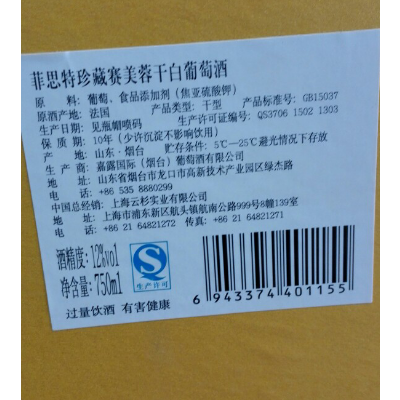 菲思特珍藏赛芙蓉干白葡萄酒
原 料：葡萄、食品添加剂（焦亚硫酸钾）
原酒产地：法国 产品类型：干型 产品标准号：GB15037
生产日期：见瓶帽喷码 生产许可证编号：QS3706 1502 1303
保 质 期：10年（少许沉淀不影响饮用）
产 地：山东·烟台 贮存条件：5℃—25℃避光情况下存放
生 产 商：嘉露国际（烟台）葡萄酒有限公司
地 址：山东省烟台市龙口市高新技术产业园区绿杰路
电 话：+86 535 8880299
中国总经销：上海云杉实业有限公司
地 址：上海市浦东新区航头镇航南公路999号8幢139室
电 话：+86 21 64821272 传真：+86 21 64821271
酒精度：12%vol
净含量：750ml
QS
生产许可
过量饮酒 有害健康
6 943374 401155